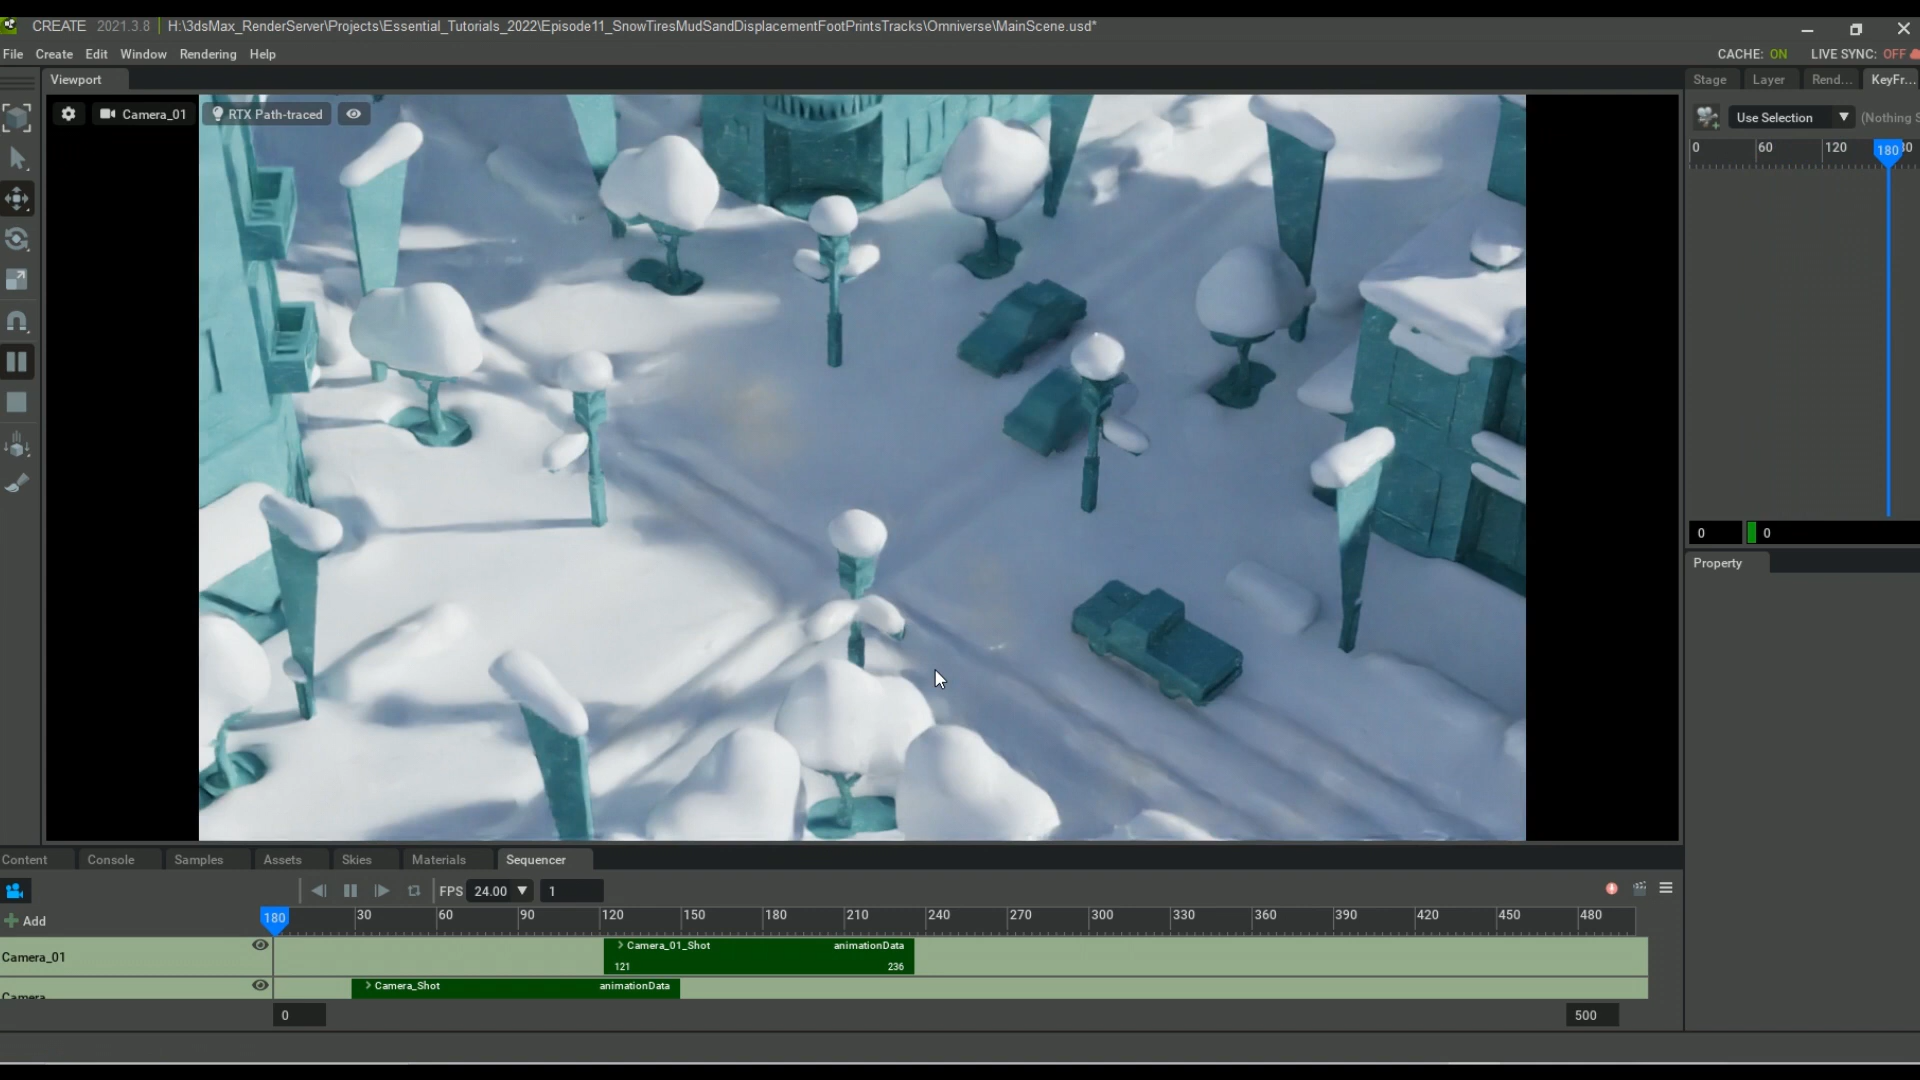 CREATE 2021.3.8 H:\3dsMax_RenderServer\Projects\Essential_Tutorials_2022\Episode11_SnowTiresMudSandDisplacementFootPrintsTracks\Omniverse\MainScene.usd*
File Create Edit Window Rendering Help
CACHE: ON LIVE SYNC: OFF
Viewport
Stage Layer Rend... KeyFr...
Camera_01 RTX Path-traced
Use Selection (Nothing S
0 60 120 180
0 0
Property
Content Console Samples Assets Skies Materials Sequencer
FPS 24.00 1
Add
180 30 60 90 120 150 180 210 240 270 300 330 360 390 420 450 480
Camera_01
Camera_01_Shot animationData
121 236
Camera
Camera_Shot animationData
0 500